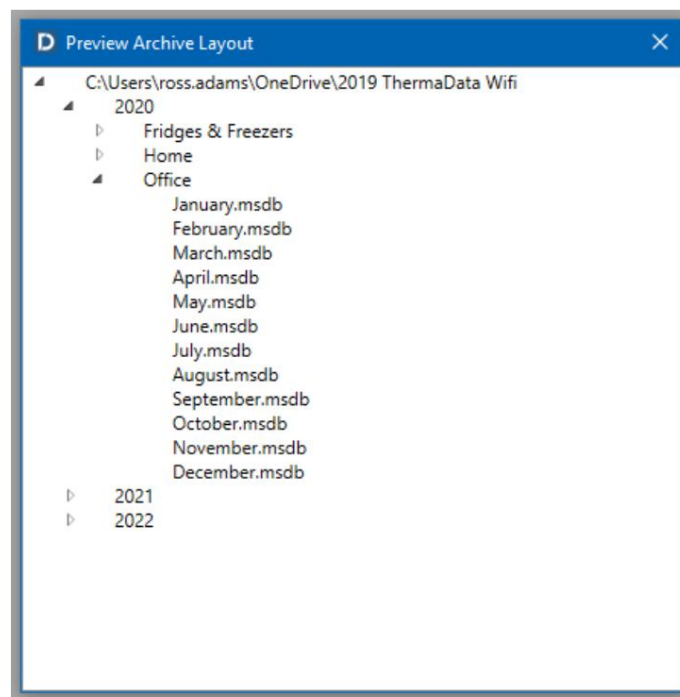 D Preview Archive Layout
C:\Users\ross.adams\OneDrive\2019 ThermaData Wifi
2020
Fridges & Freezers
Home
Office
January.msdb
February.msdb
March.msdb
April.msdb
May.msdb
June.msdb
July.msdb
August.msdb
September.msdb
October.msdb
November.msdb
December.msdb
2021
2022